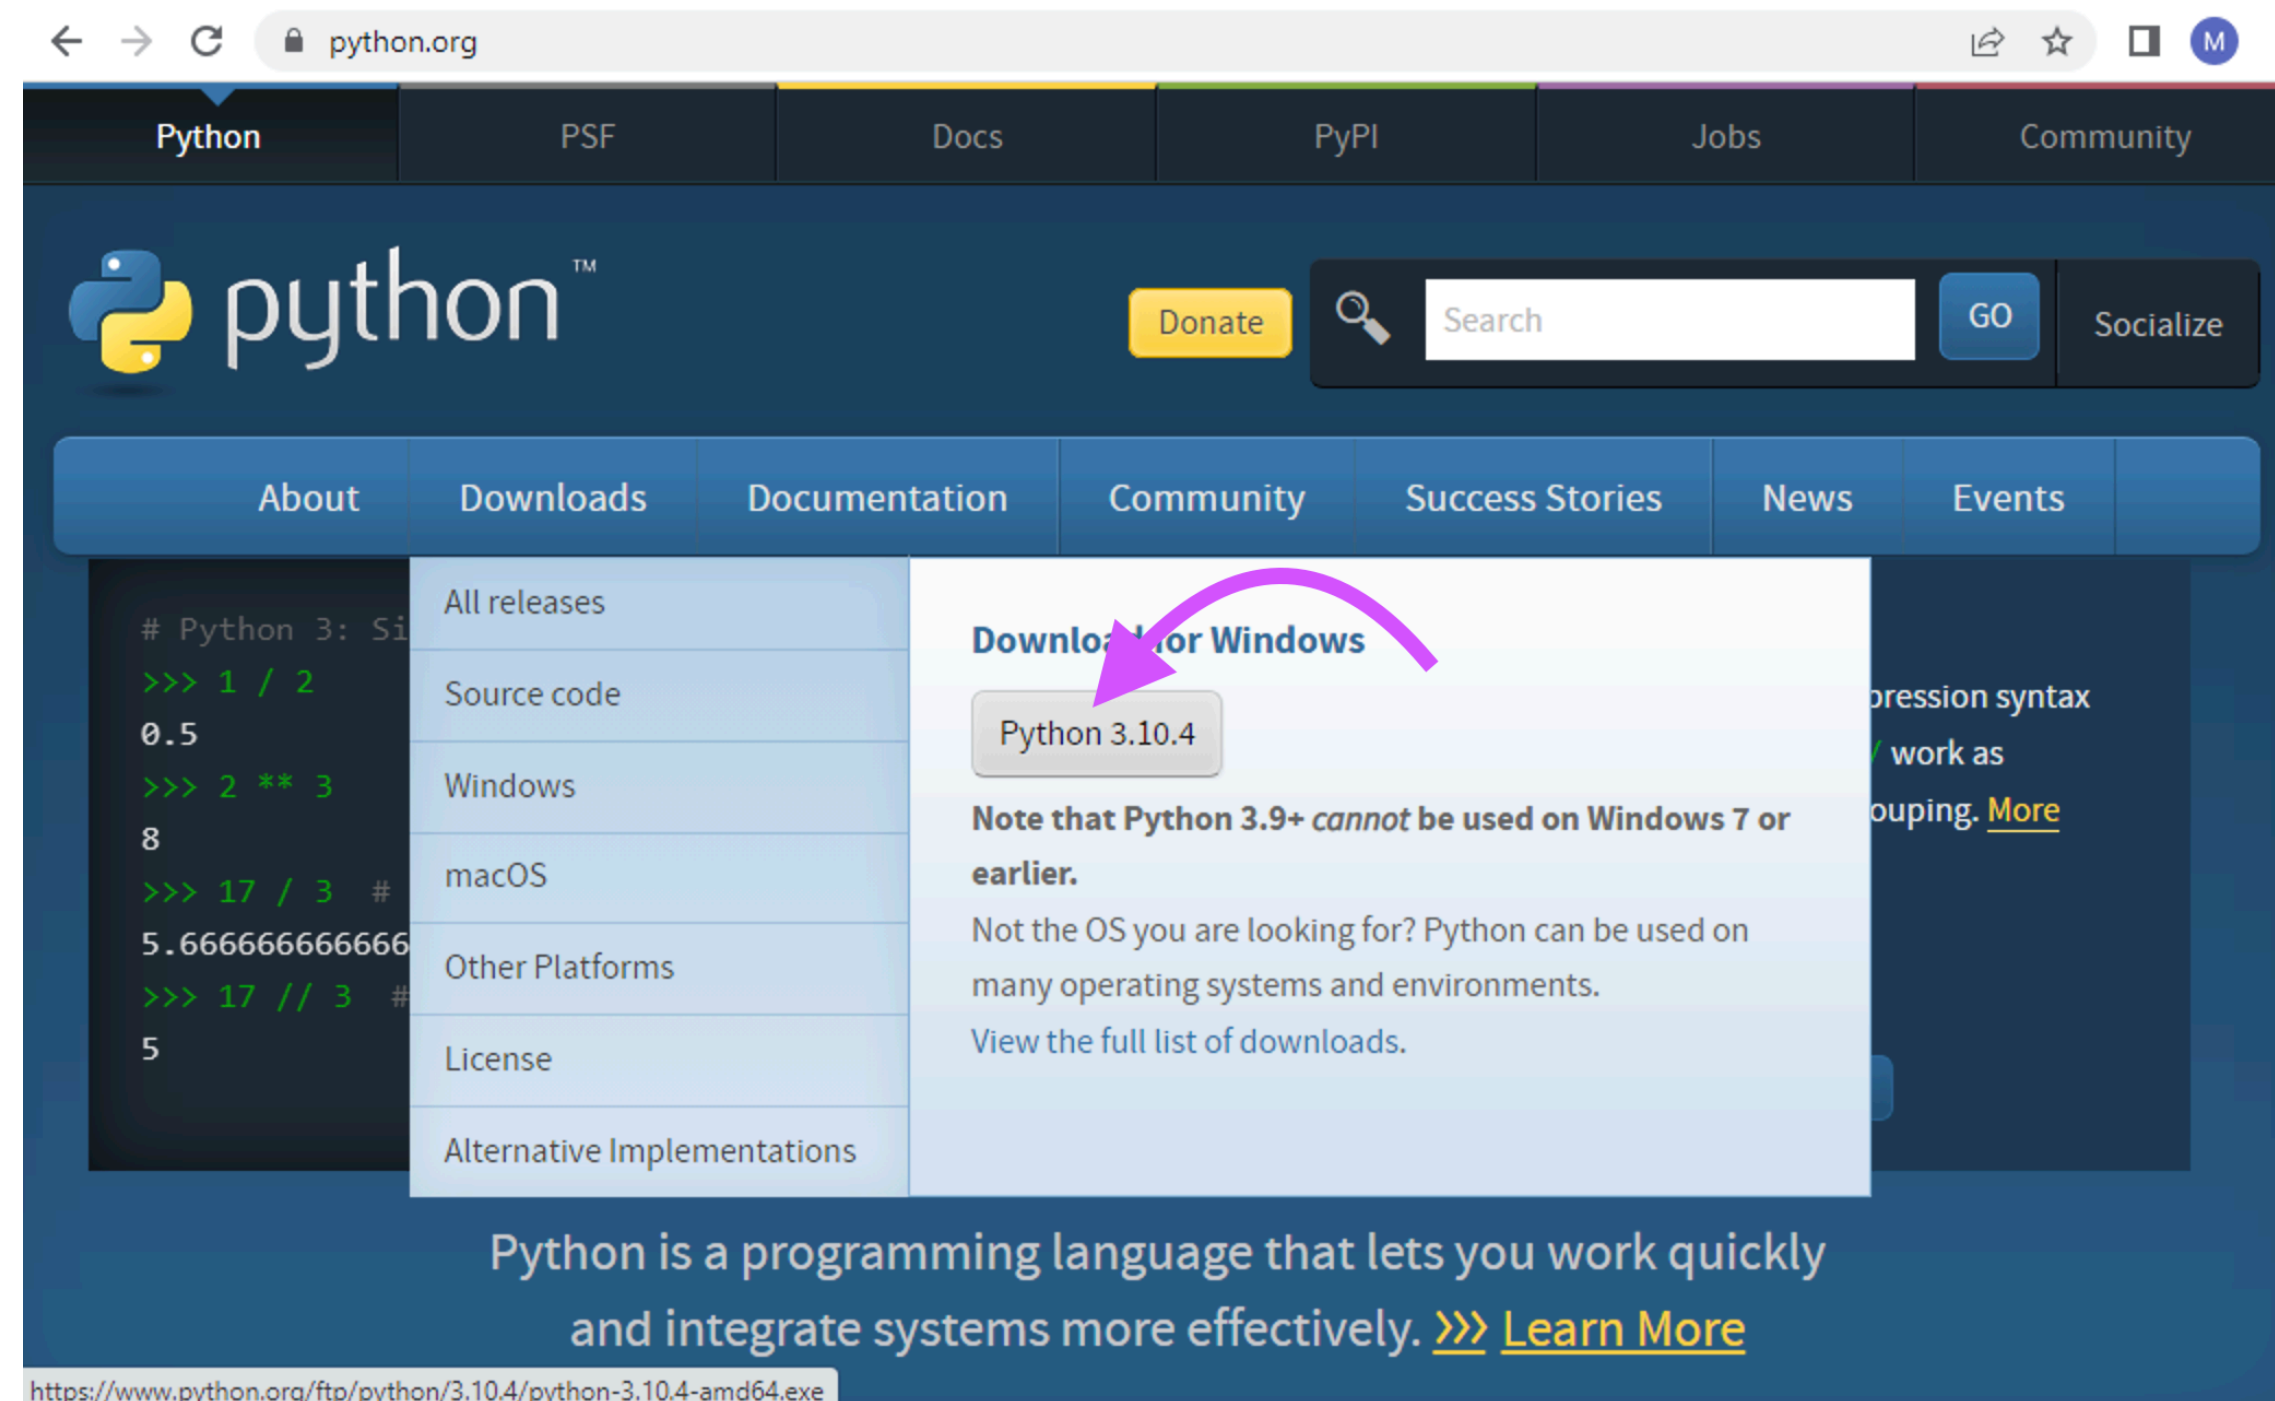 python.org
M
Python
PSF
Docs
PyPI
Jobs
Community
python™
Donate
Search
GO
Socialize
About
Downloads
Documentation
Community
Success Stories
News
Events
# Python 3: Si
>>> 1 / 2
0.5
>>> 2 ** 3
8
>>> 17 / 3 #
5.666666666666
>>> 17 // 3 #
5
All releases
Source code
Windows
macOS
Other Platforms
License
Alternative Implementations
Download for Windows
Python 3.10.4
Note that Python 3.9+ cannot be used on Windows 7 or
earlier.
Not the OS you are looking for? Python can be used on
many operating systems and environments.
View the full list of downloads.
pression syntax
/ work as
ouping. More
Python is a programming language that lets you work quickly
and integrate systems more effectively. >>> Learn More
https://www.python.org/ftp/python/3.10.4/python-3.10.4-amd64.exe